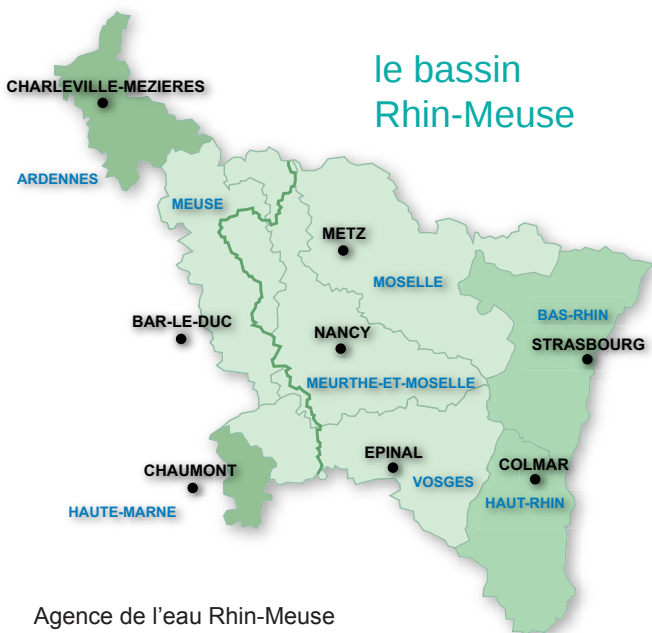 le bassin
Rhin-Meuse
CHARLEVILLE-MEZIERES
ARDENNES
MEUSE
METZ
MOSELLE
BAR-LE-DUC
NANCY
BAS-RHIN
STRASBOURG
MEURTHE-ET-MOSELLE
EPINAL
CHAUMONT
COLMAR
VOSGES
HAUTE-MARNE
HAUT-RHIN
Agence de l’eau Rhin-Meuse